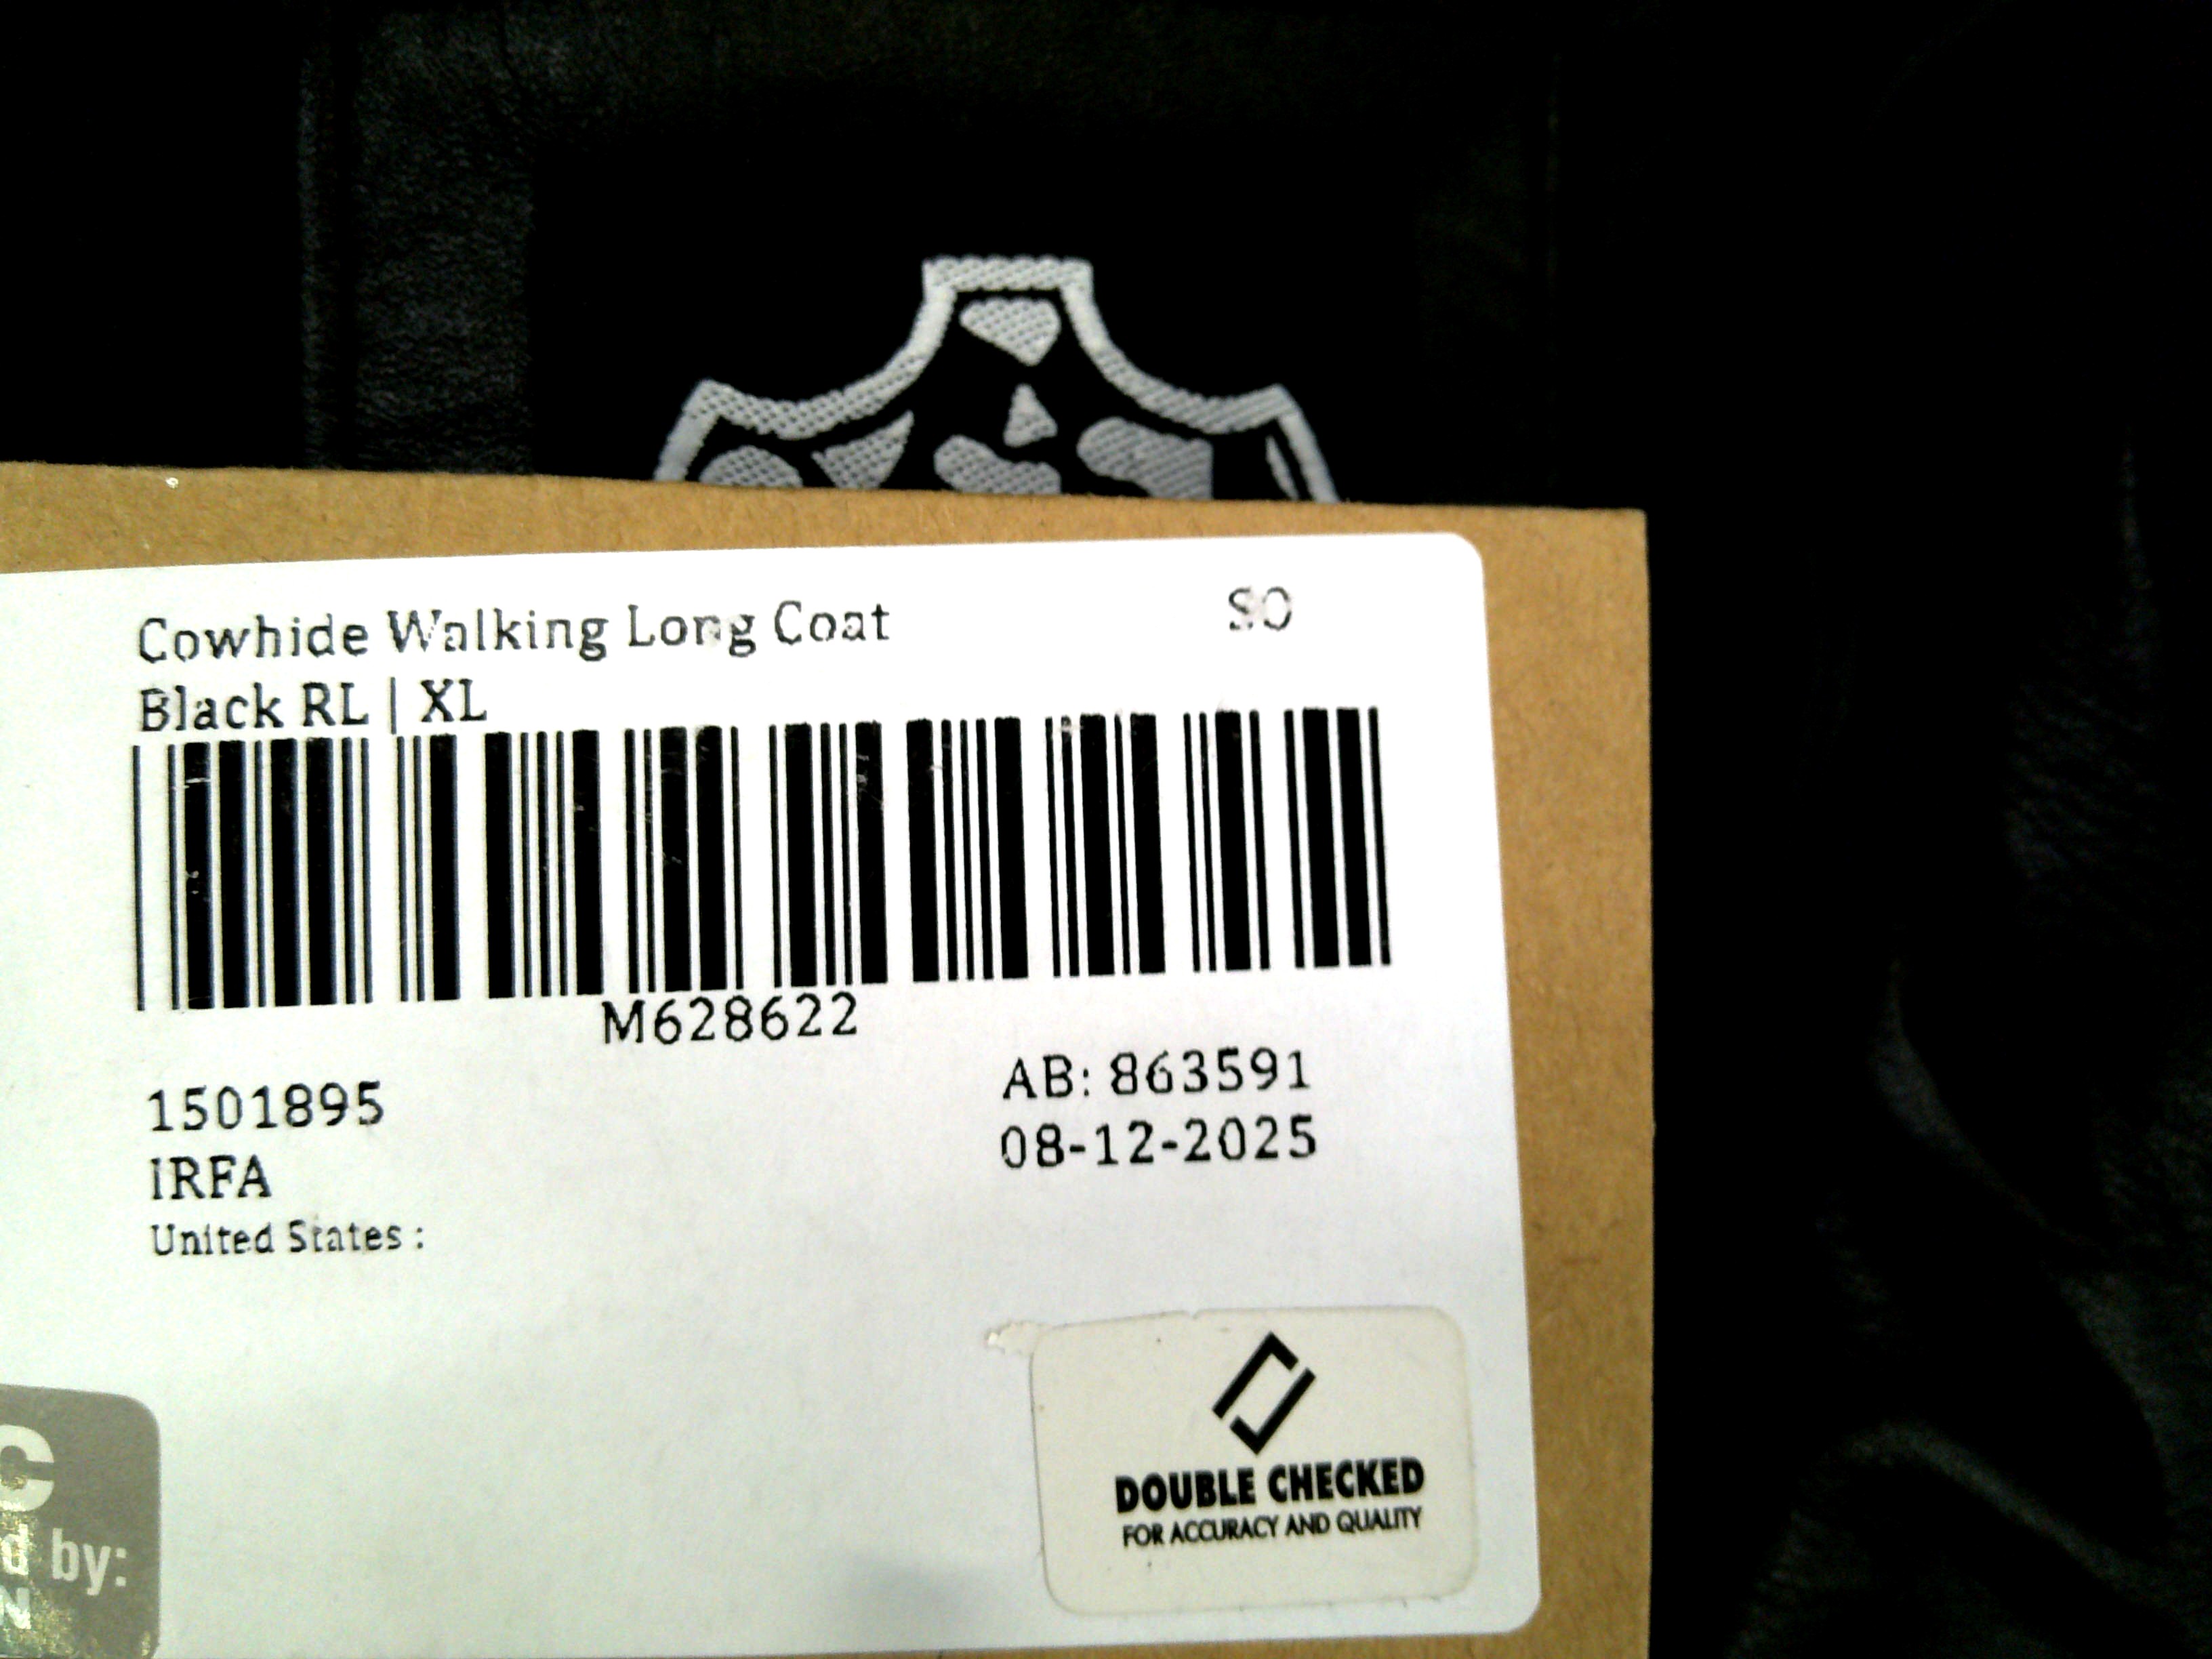 Cowhide Walking Long Coat SO
Black RL | XL
M628622
1501895
AB: 863591
IRFA
08-12-2025
United States :
C
d by:
N
DOUBLE CHECKED
FOR ACCURACY AND QUALITY